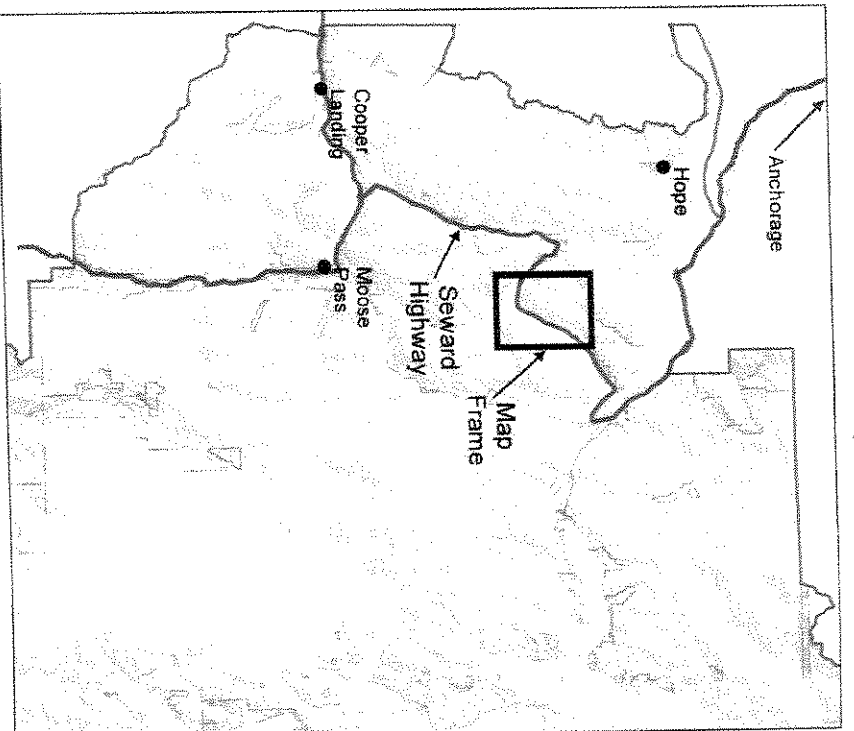 Anchorage
Hope
Cooper
Landing
Seward
Highway
Moose
Pass
Map
Frame